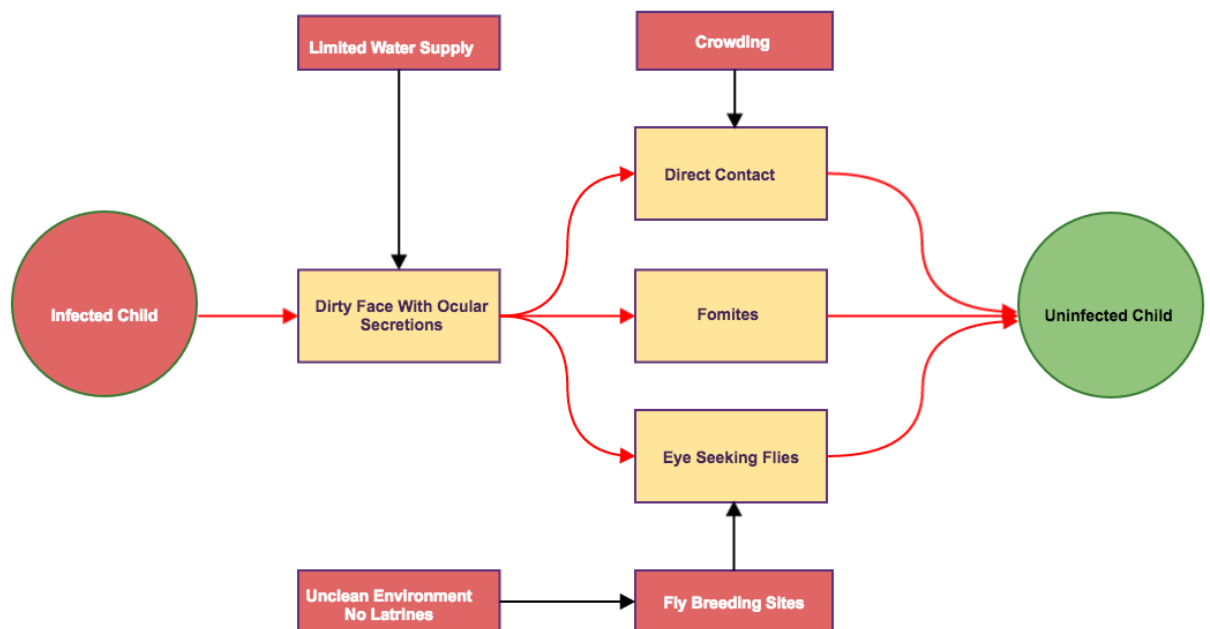 Limited Water Supply
Crowding
Direct Contact
Infected Child
Dirty Face With Ocular
Secretions
Fomites
Uninfected Child
Eye Seeking Flies
Unclean Environment
No Latrines
Fly Breeding Sites